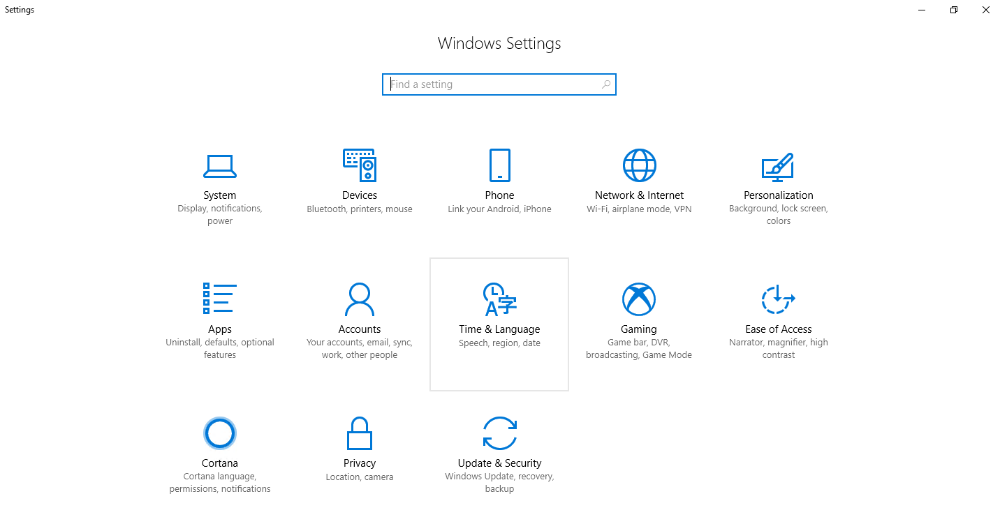 Settings
Windows Settings
Find a setting
System
Display, notifications,
power
Devices
Bluetooth, printers, mouse
Phone
Link your Android, iPhone
Network & Internet
Wi-Fi, airplane mode, VPN
Personalization
Background, lock screen,
colors
Apps
Uninstall, defaults, optional
features
Accounts
Your accounts, email, sync,
work, other people
A字
Time & Language
Speech, region, date
Gaming
Game bar, DVR,
broadcasting, Game Mode
Ease of Access
Narrator, magnifier, high
contrast
Cortana
Cortana language,
permissions, notifications
Privacy
Location, camera
Update & Security
Windows Update, recovery,
backup